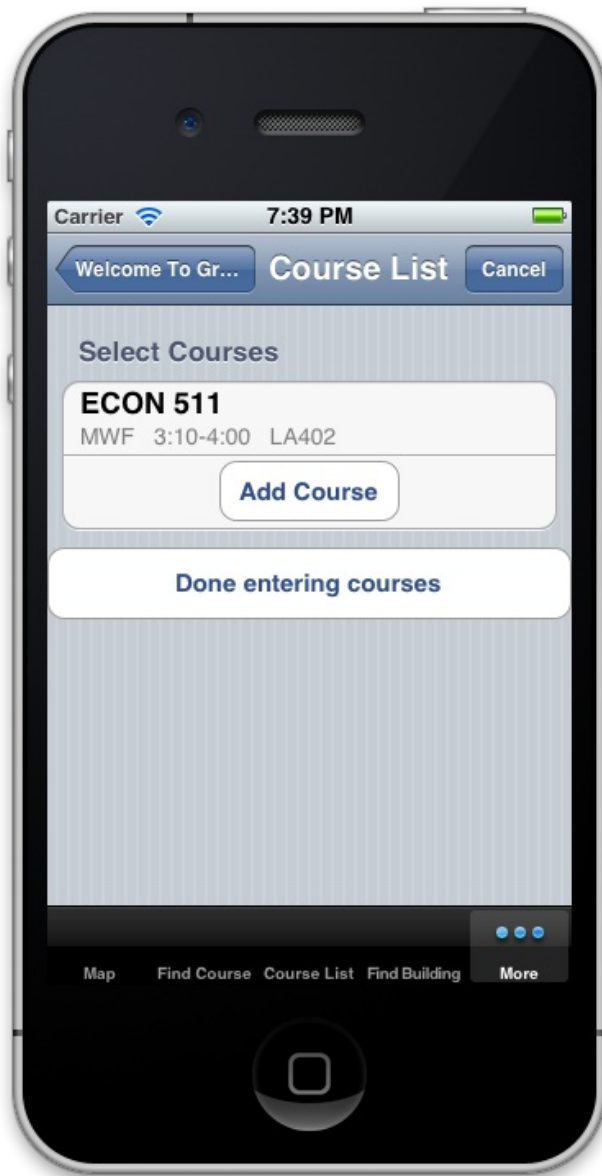 Carrier 7:39 PM
Welcome To Gr... Course List Cancel
Select Courses
ECON 511
MWF 3:10-4:00 LA402
Add Course
Done entering courses
Map Find Course Course List Find Building More